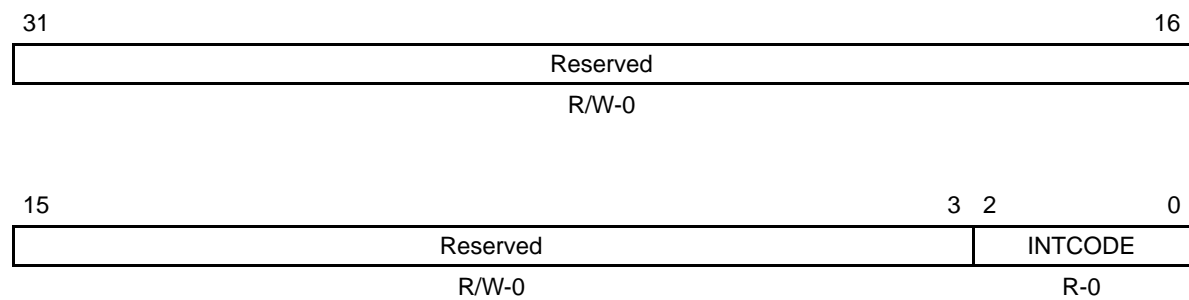 31 16
Reserved
R/W-0
15 3 2 0
Reserved INTCODE
R/W-0 R-0